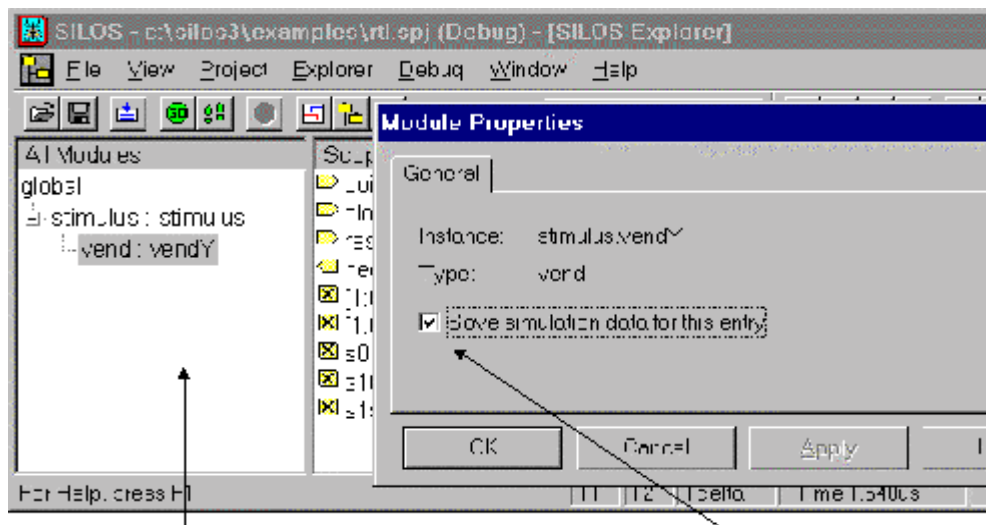 SILOS - c:\silos3\examples\rtl.spj (Debug) - [SILOS Explorer]
File View Project Explorer Debug Window Help
GO
Module Properties
All Modules
global
stimulus : stimulus
vend : vendY
General
Instance: stimulus.vendY
Type: vend
Save simulation data for this entry
OK Cancel Apply
For Help, press F1
T1 T2 Tdelta Time 1.540us